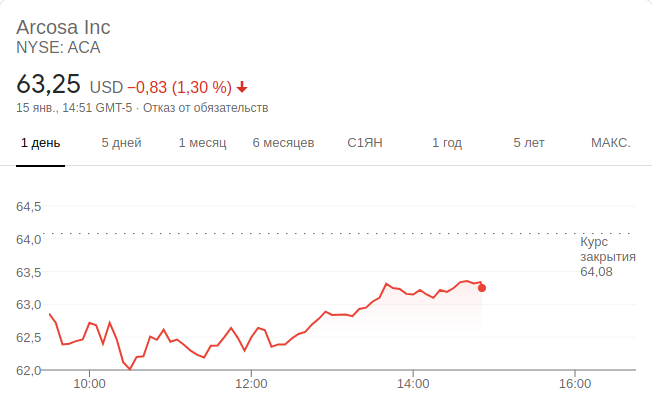 Arcosa Inc
NYSE: ACA
63,25 USD −0,83 (1,30 %)
15 янв., 14:51 GMT-5 · Отказ от обязательств
1 день 5 дней 1 месяц 6 месяцев С1ЯН 1 год 5 лет МАКС.
64,5
64,0
63,5
63,0
62,5
62,0
Курс
закрытия
64,08
10:00 12:00 14:00 16:00